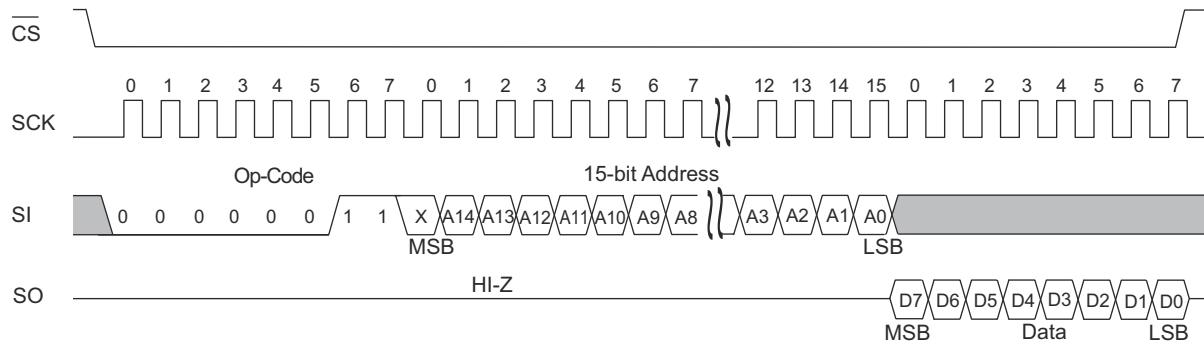 CS
0 1 2 3 4 5 6 7 0 1 2 3 4 5 6 7 12 13 14 15 0 1 2 3 4 5 6 7
SCK
Op-Code 15-bit Address
SI 0 0 0 0 0 0 1 1 X A14 A13 A12 A11 A10 A9 A8 A3 A2 A1 A0
MSB LSB
HI-Z
SO D7 D6 D5 D4 D3 D2 D1 D0
MSB Data LSB